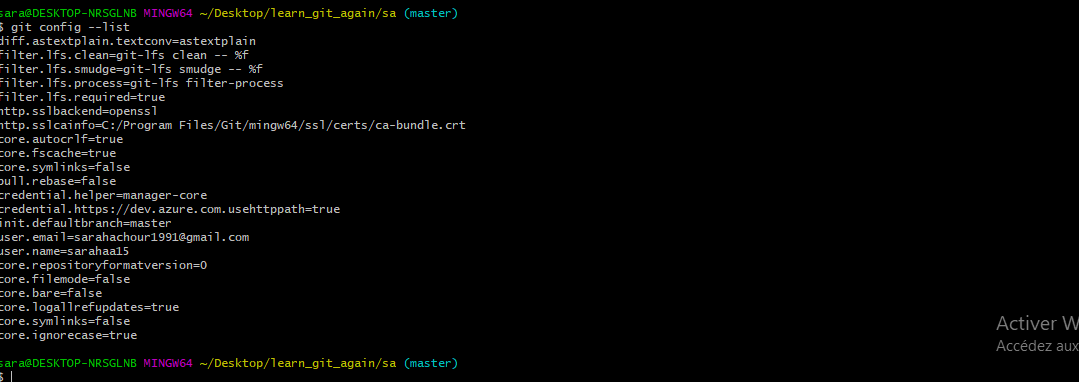 sara@DESKTOP-NRSGLNB MINGW64 ~/Desktop/learn_git_again/sa (master)
$ git config --list
diff.astextplain.textconv=astextplain
filter.lfs.clean=git-lfs clean -- %f
filter.lfs.smudge=git-lfs smudge -- %f
filter.lfs.process=git-lfs filter-process
filter.lfs.required=true
http.sslbackend=openssl
http.sslcainfo=C:/Program Files/Git/mingw64/ssl/certs/ca-bundle.crt
core.autocrlf=true
core.fscache=true
core.symlinks=false
pull.rebase=false
credential.helper=manager-core
credential.https://dev.azure.com.usehttppath=true
init.defaultbranch=master
user.email=sarahachour1991@gmail.com
user.name=sarahaa15
core.repositoryformatversion=0
core.filemode=false
core.bare=false
core.logallrefupdates=true
core.symlinks=false
core.ignorecase=true
Activer W
Accédez aux
sara@DESKTOP-NRSGLNB MINGW64 ~/Desktop/learn_git_again/sa (master)
$